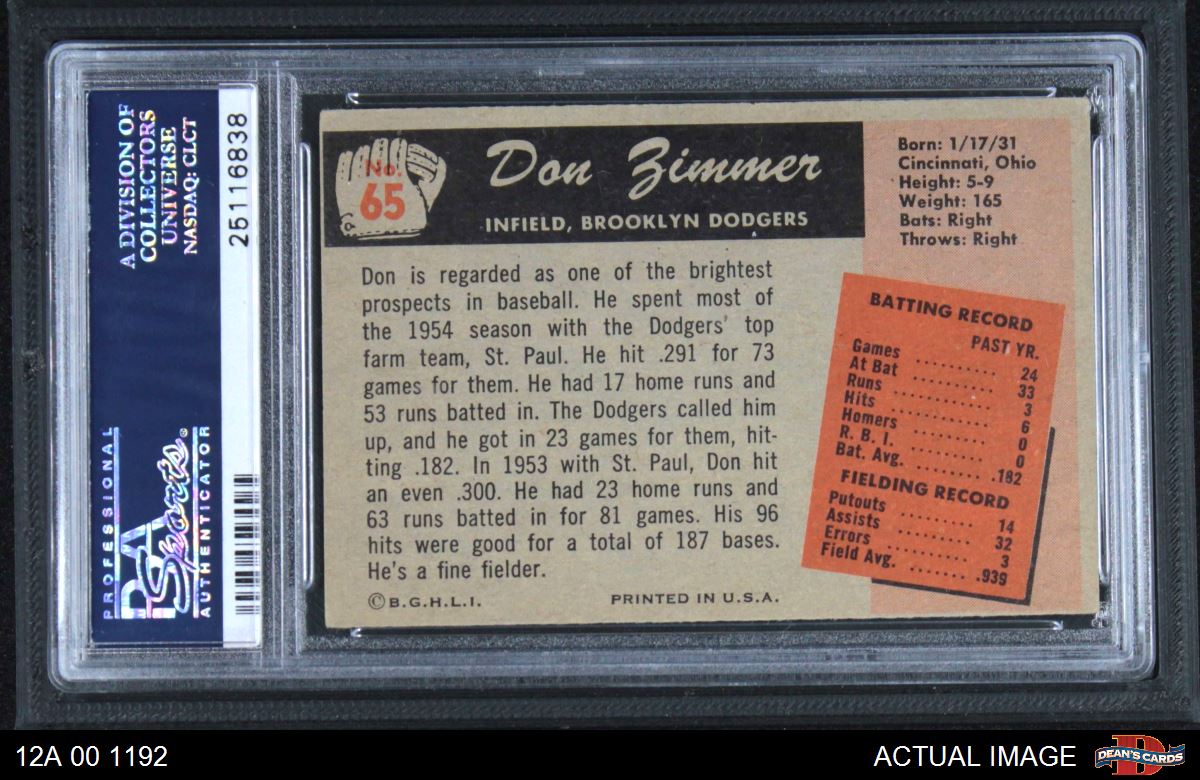 A DIVISION OF
COLLECTORS
UNIVERSE
NASDAQ: CLCT
PROFESSIONAL
PSA
Sports®
AUTHENTICATOR
25116838
No.
65
Don Zimmer
INFIELD, BROOKLYN DODGERS
Don is regarded as one of the brightest
prospects in baseball. He spent most of
the 1954 season with the Dodgers' top
farm team, St. Paul. He hit .291 for 73
games for them. He had 17 home runs and
53 runs batted in. The Dodgers called him
up, and he got in 23 games for them, hit-
ting .182. In 1953 with St. Paul, Don hit
an even .300. He had 23 home runs and
63 runs batted in for 81 games. His 96
hits were good for a total of 187 bases.
He's a fine fielder.
©B.G.H.L.I.
PRINTED IN U.S.A.
Born: 1/17/31
Cincinnati, Ohio
Height: 5-9
Weight: 165
Bats: Right
Throws: Right
BATTING RECORD
PAST YR.
Games .......... 24
At Bat .......... 33
Runs .......... 3
Hits .......... 6
Homers .......... 0
R. B. I. .......... 0
Bat. Avg. ........ .182
FIELDING RECORD
Putouts .......... 14
Assists .......... 32
Errors .......... 3
Field Avg. ........ .939
12A 00 1192
ACTUAL IMAGE
D
DEAN'S CARDS